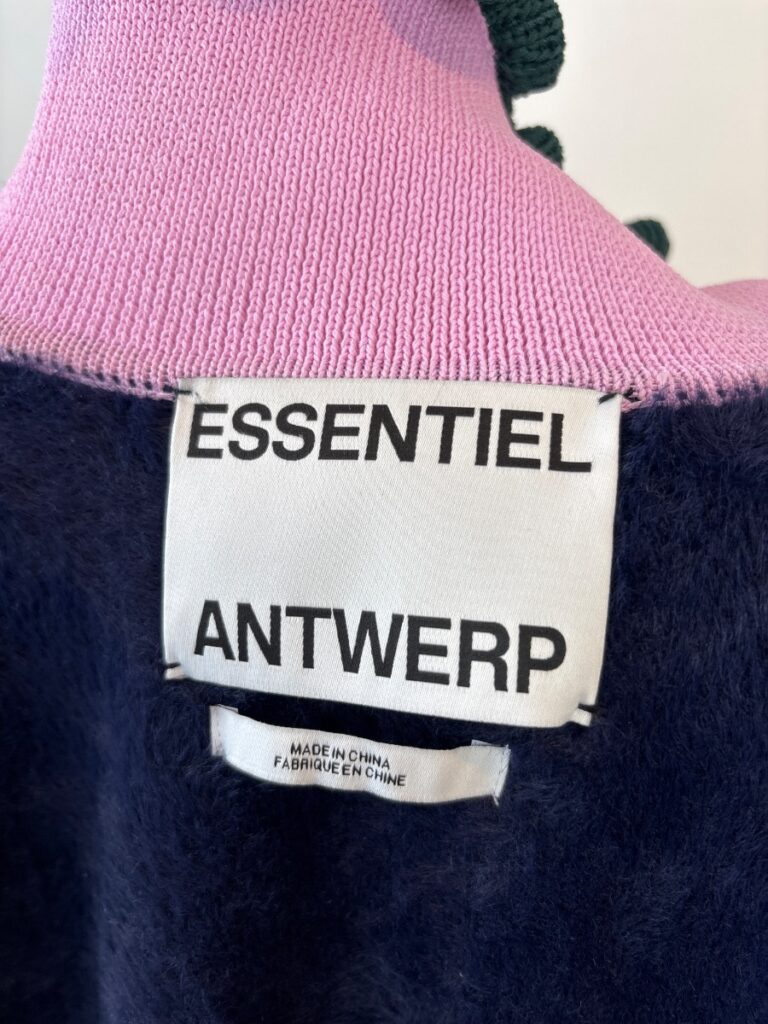 ESSENTIEL
ANTWERP
MADE IN CHINA
FABRIQUE EN CHINE